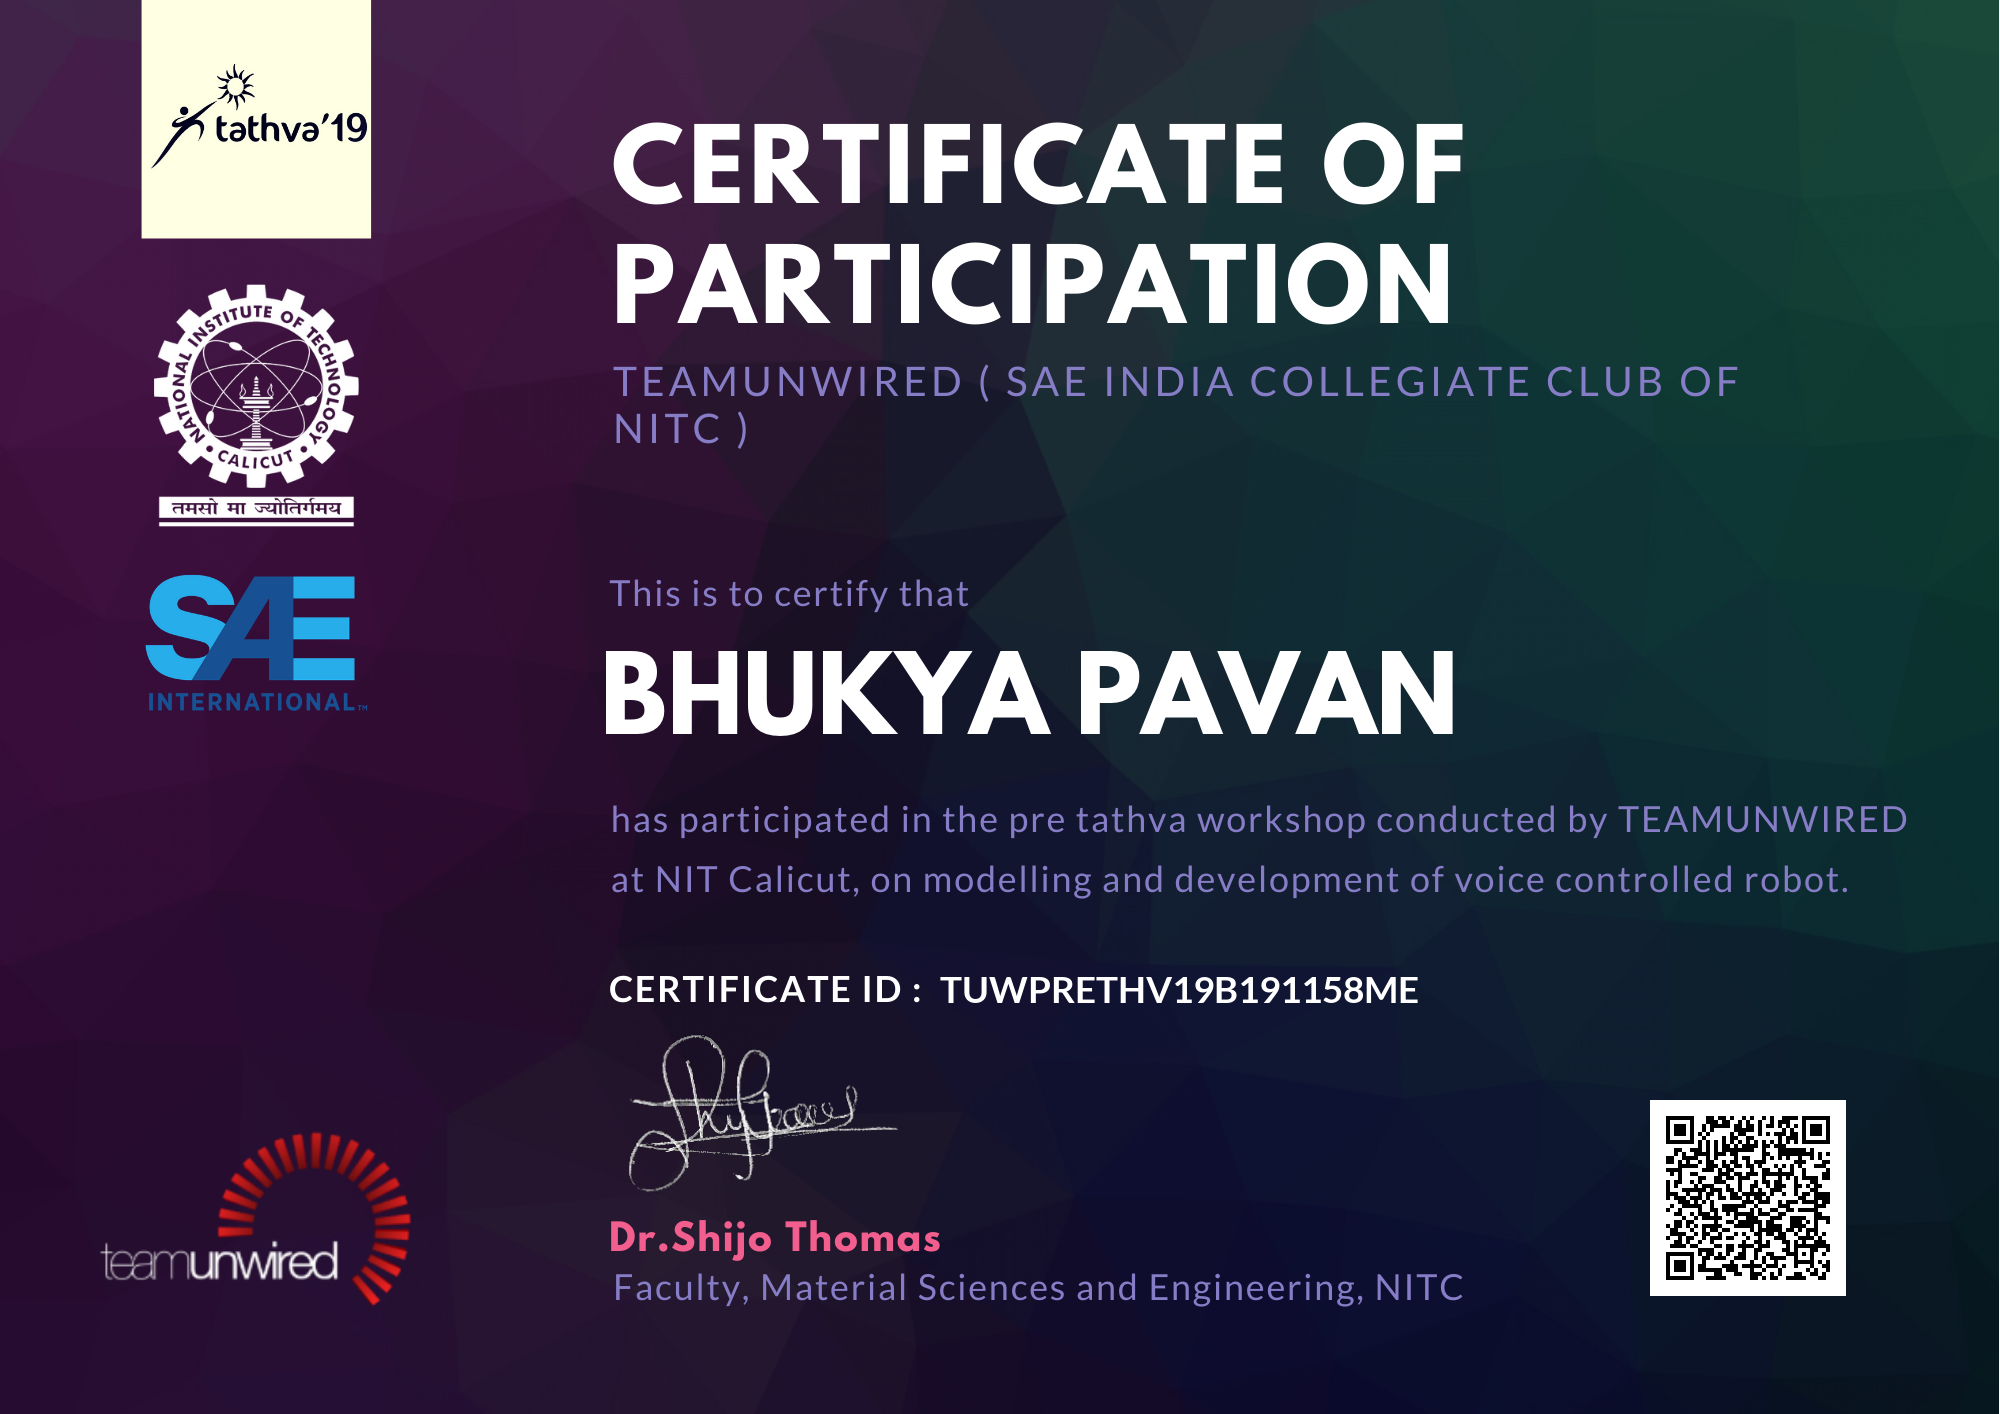 tathva'19
NATIONAL INSTITUTE OF TECHNOLOGY
• CALICUT •
तमसो मा ज्योतिर्गमय
SAE
INTERNATIONAL™
CERTIFICATE OF
PARTICIPATION
TEAMUNWIRED ( SAE INDIA COLLEGIATE CLUB OF
NITC )
This is to certify that
BHUKYA PAVAN
has participated in the pre tathva workshop conducted by TEAMUNWIRED
at NIT Calicut, on modelling and development of voice controlled robot.
CERTIFICATE ID : TUWPRETHV19B191158ME
Dr.Shijo Thomas
Faculty, Material Sciences and Engineering, NITC
teamunwired